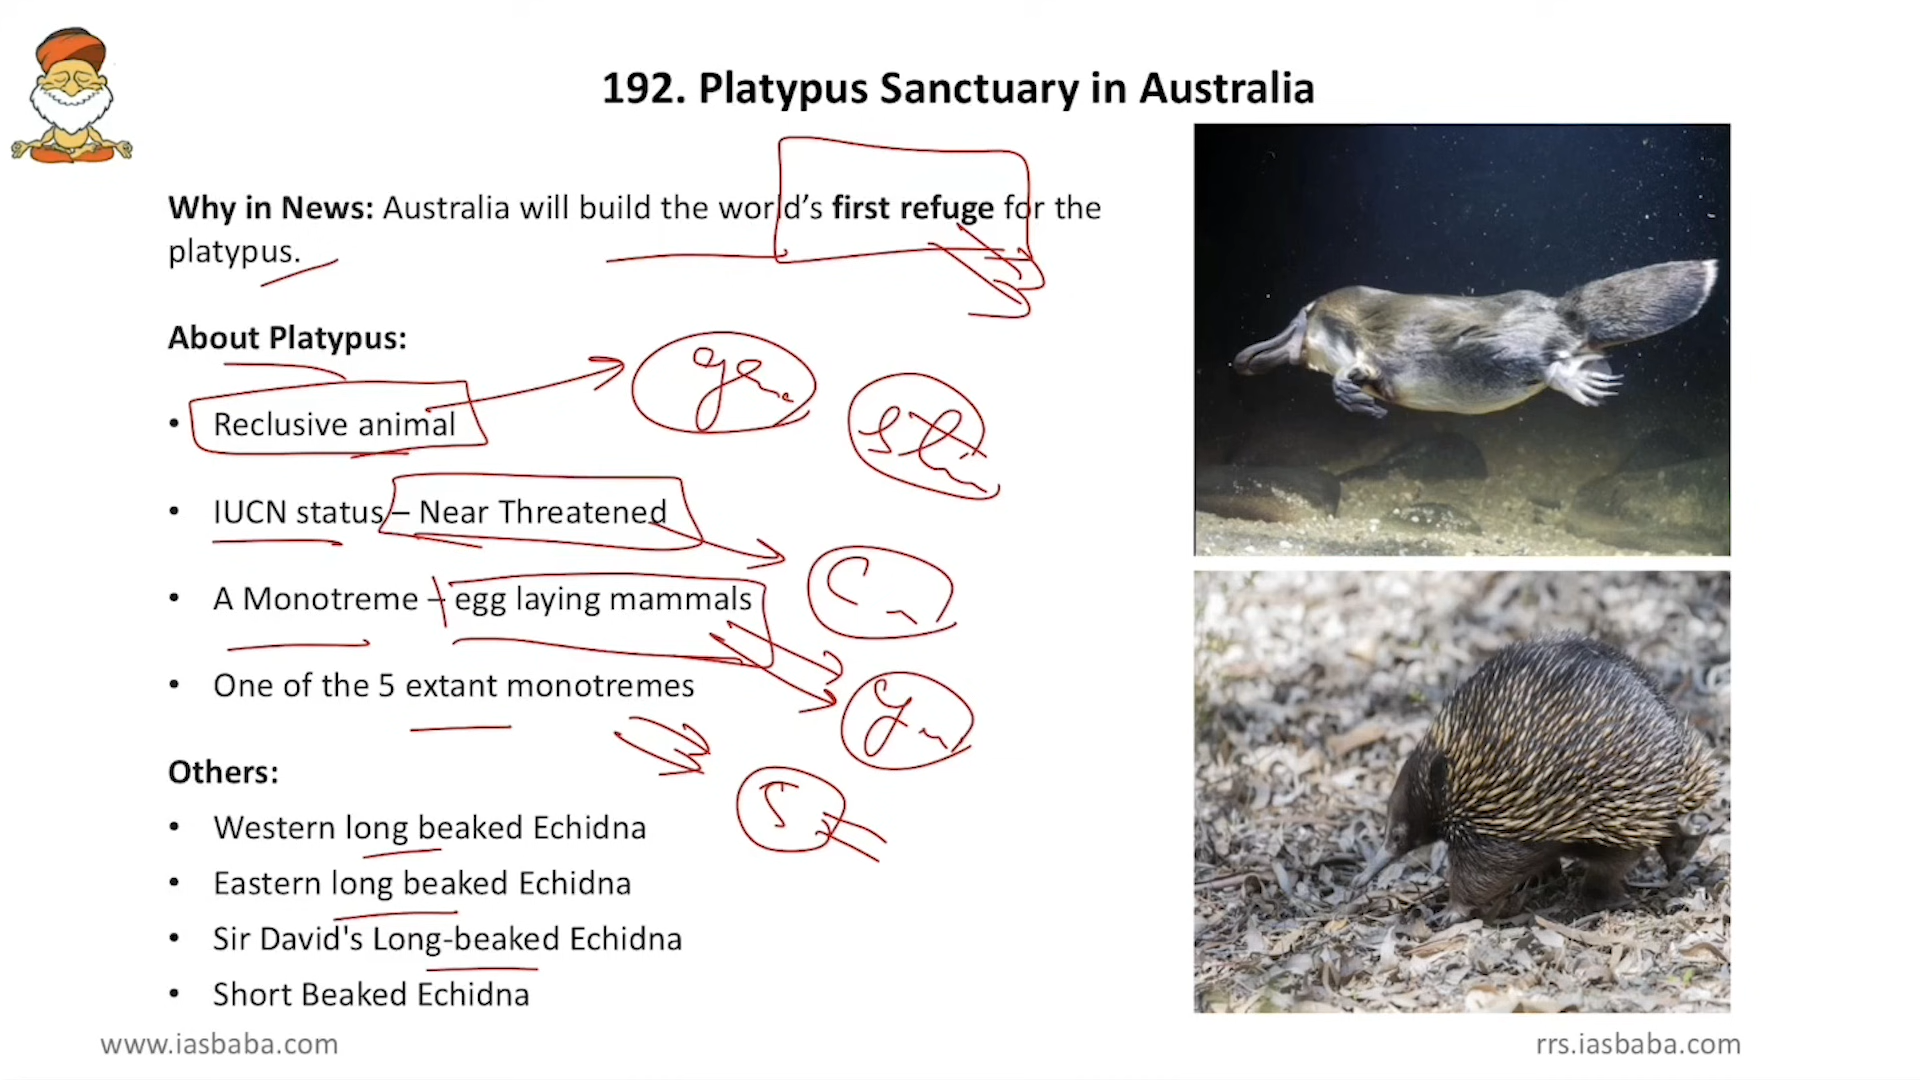 192. Platypus Sanctuary in Australia
Why in News: Australia will build the world's first refuge for the
platypus.
About Platypus:
• Reclusive animal
• IUCN status – Near Threatened
• A Monotreme – egg laying mammals
• One of the 5 extant monotremes
Others:
• Western long beaked Echidna
• Eastern long beaked Echidna
• Sir David's Long-beaked Echidna
• Short Beaked Echidna
www.iasbaba.com
rrs.iasbaba.com